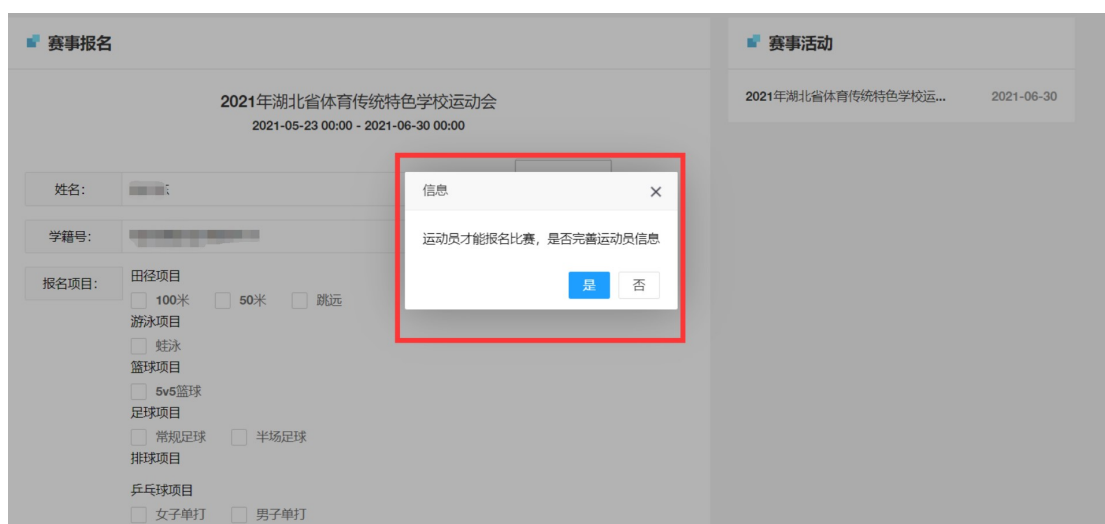 赛事报名
2021年湖北省体育传统特色学校运动会
2021-05-23 00:00 - 2021-06-30 00:00
姓名：
学籍号：
报名项目：
田径项目
100米 50米 跳远
游泳项目
蛙泳
篮球项目
5v5篮球
足球项目
常规足球 半场足球
排球项目
乒乓球项目
女子单打 男子单打
信息
运动员才能报名比赛，是否完善运动员信息
是 否
赛事活动
2021年湖北省体育传统特色学校运... 2021-06-30